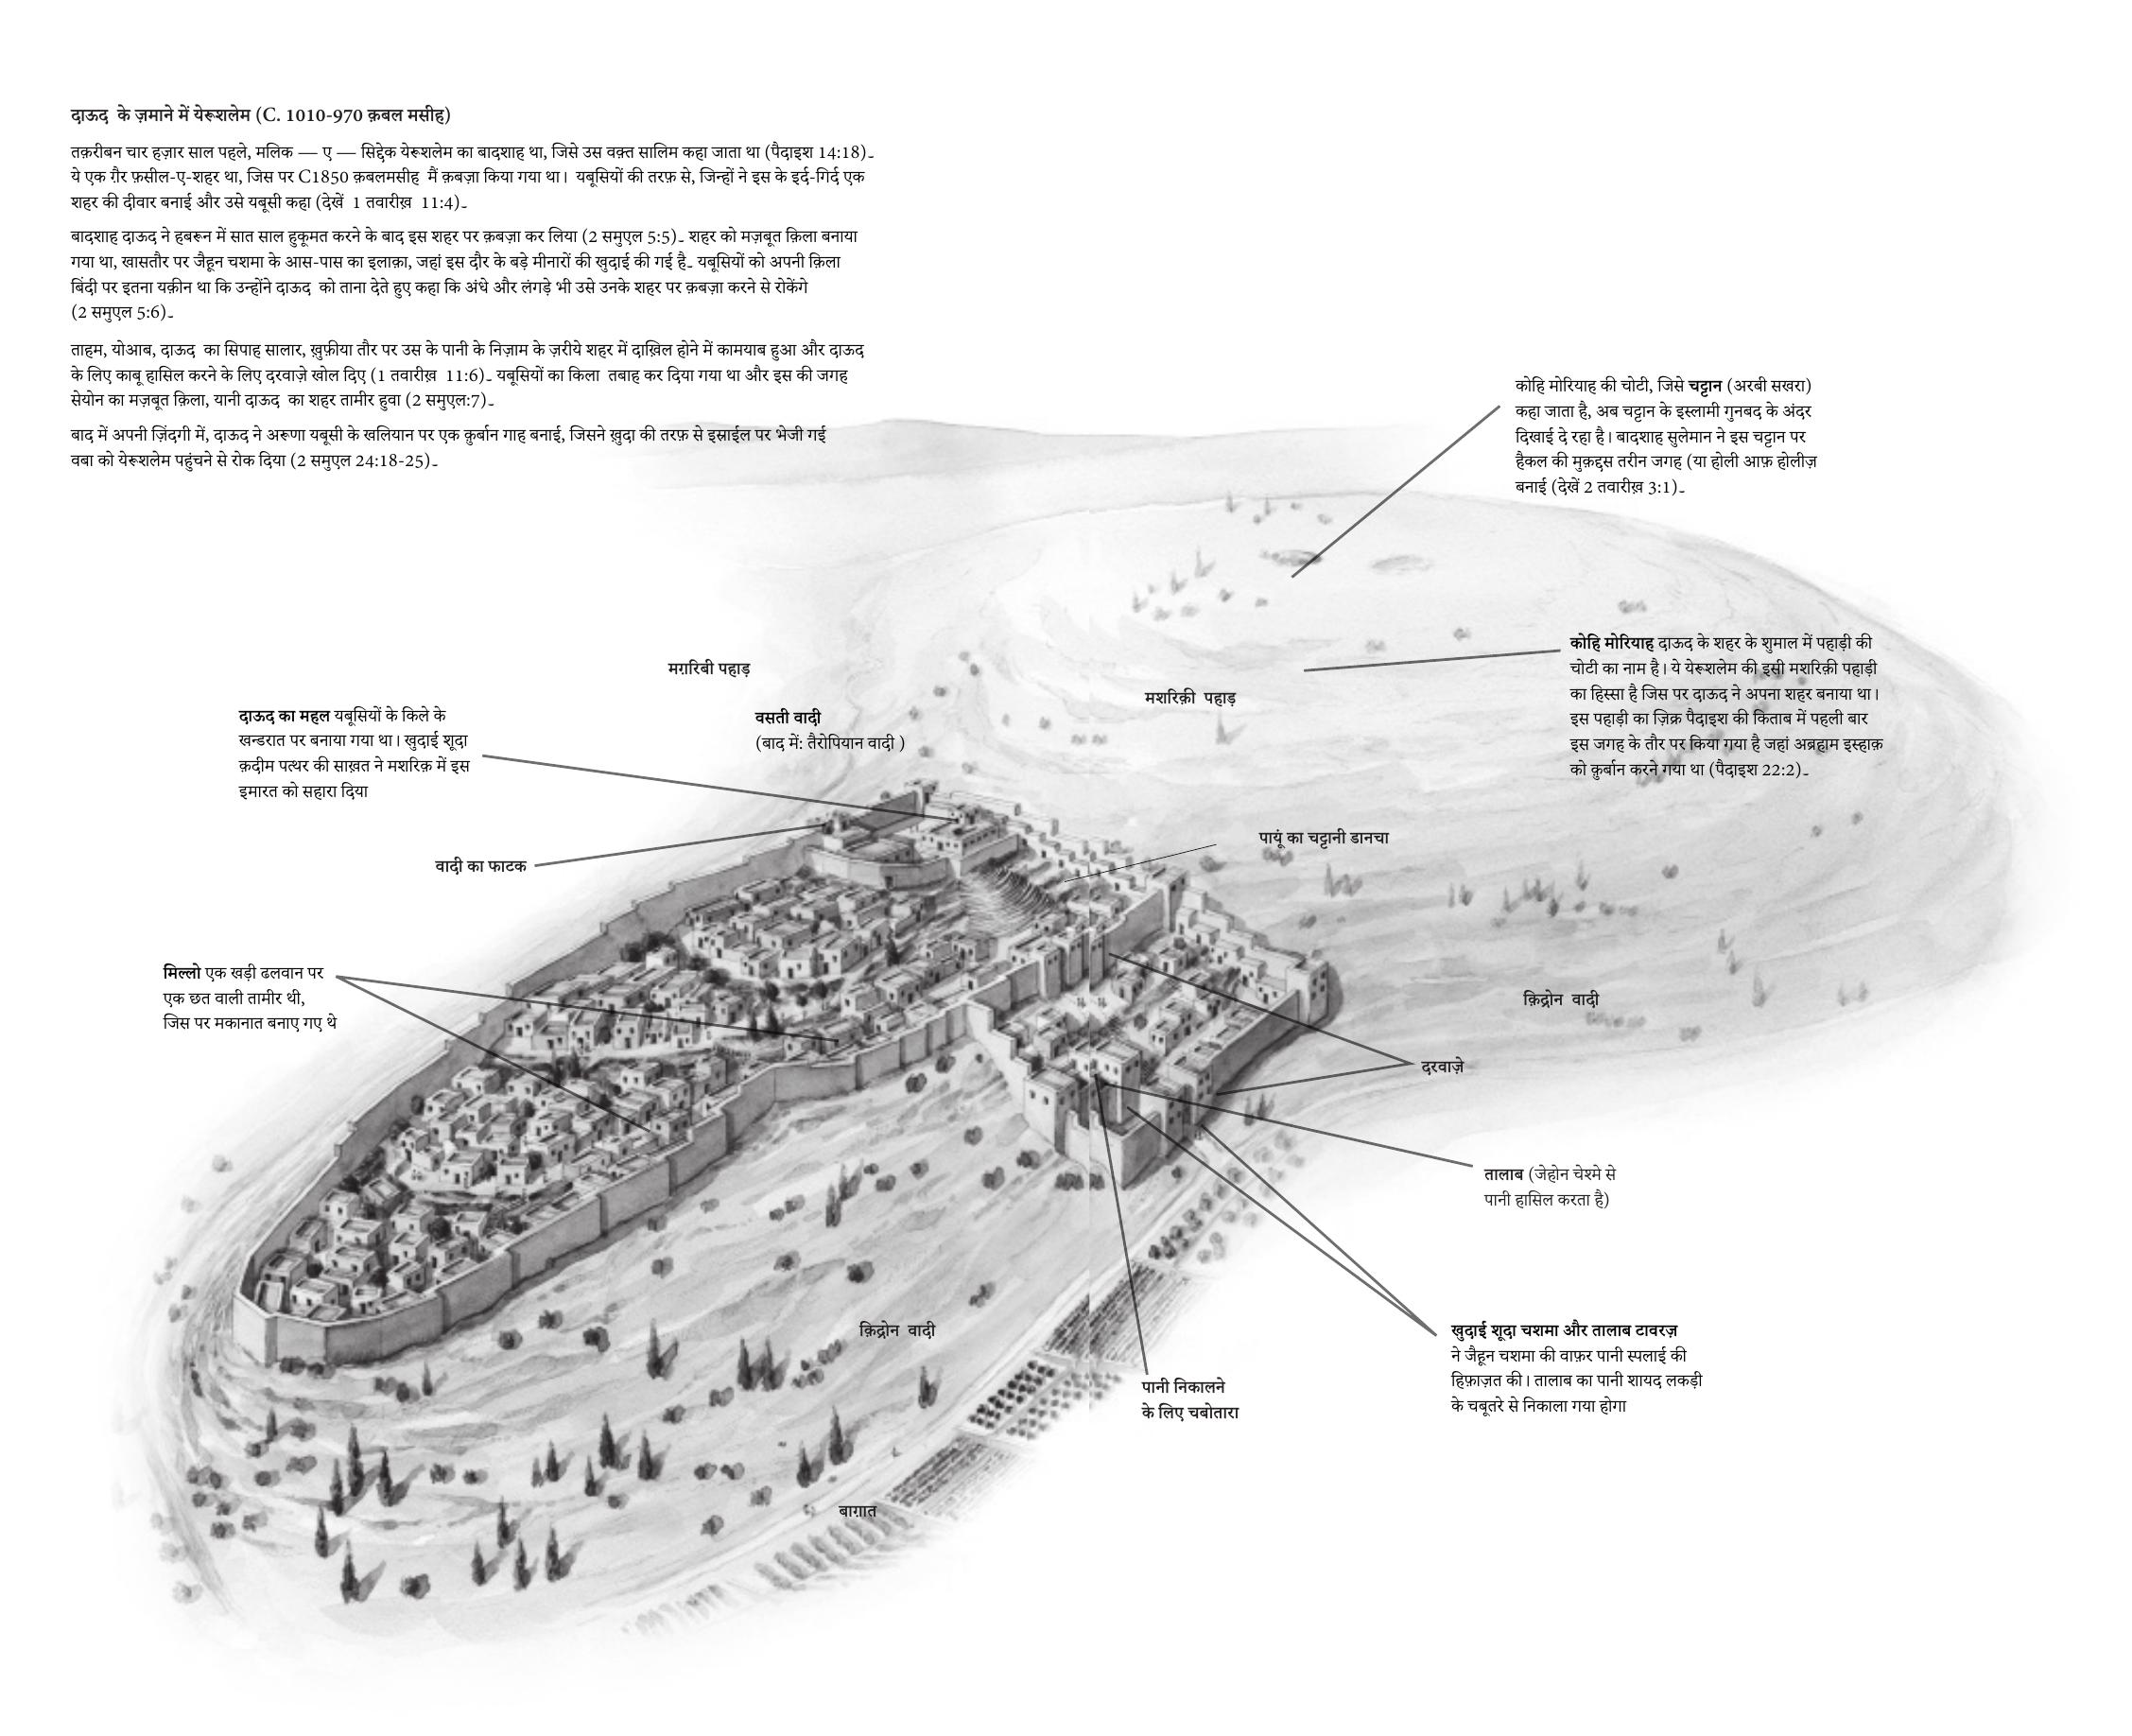 दाऊद के ज़माने में येरूशलेम (C. 1010-970 क़बल मसीह)
तक़रीबन चार हज़ार साल पहले, मलिक — ए — सिद्देक येरूशलेम का बादशाह था, जिसे उस वक़्त सालिम कहा जाता था (पैदाइश 14:18)۔
ये एक ग़ैर फ़सील-ए-शहर था, जिस पर C1850 क़बलमसीह मैं क़बज़ा किया गया था। यबूसियों की तरफ़ से, जिन्हों ने इस के इर्द-गिर्द एक
शहर की दीवार बनाई और उसे यबूसी कहा (देखें 1 तवारीख़ 11:4)۔
बादशाह दाऊद ने हबरून में सात साल हुकूमत करने के बाद इस शहर पर क़बज़ा कर लिया (2 समुएल 5:5)۔ शहर को मज़बूत क़िला बनाया
गया था, खासतौर पर जैहून चशमा के आस-पास का इलाक़ा, जहां इस दौर के बड़े मीनारों की खुदाई की गई है۔ यबूसियों को अपनी क़िला
बिंदी पर इतना यक़ीन था कि उन्होंने दाऊद को ताना देते हुए कहा कि अंधे और लंगड़े भी उसे उनके शहर पर क़बज़ा करने से रोकेंगे
(2 समुएल 5:6)۔
ताहम, योआब, दाऊद का सिपाह सालार, ख़ुफ़ीया तौर पर उस के पानी के निज़ाम के ज़रीये शहर में दाख़िल होने में कामयाब हुआ और दाऊद
के लिए काबू हासिल करने के लिए दरवाज़े खोल दिए (1 तवारीख़ 11:6)۔ यबूसियों का किला तबाह कर दिया गया था और इस की जगह
सेयोन का मज़बूत क़िला, यानी दाऊद का शहर तामीर हुवा (2 समुएल:7)۔
बाद में अपनी ज़िंदगी में, दाऊद ने अरूणा यबूसी के खलियान पर एक क़ुर्बान गाह बनाई, जिसने ख़ुदा की तरफ़ से इस्राईल पर भेजी गई
वबा को येरूशलेम पहुंचने से रोक दिया (2 समुएल 24:18-25)۔
कोहि मोरियाह की चोटी, जिसे चट्टान (अरबी सखरा)
कहा जाता है, अब चट्टान के इस्लामी गुनबद के अंदर
दिखाई दे रहा है। बादशाह सुलेमान ने इस चट्टान पर
हैकल की मुक़द्दस तरीन जगह (या होली आफ़ होलीज़
बनाई (देखें 2 तवारीख़ 3:1)۔
कोहि मोरियाह दाऊद के शहर के शुमाल में पहाड़ी की
चोटी का नाम है। ये येरूशलेम की इसी मशरिक़ी पहाड़ी
का हिस्सा है जिस पर दाऊद ने अपना शहर बनाया था।
इस पहाड़ी का ज़िक्र पैदाइश की किताब में पहली बार
इस जगह के तौर पर किया गया है जहां अब्रहाम इस्हाक़
को क़ुर्बान करने गया था (पैदाइश 22:2)۔
मग़रिबी पहाड़
मशरिक़ी पहाड़
वसती वादी
(बाद में: तैरोपियान वादी )
दाऊद का महल यबूसियों के किले के
खन्डरात पर बनाया गया था। खुदाई शूदा
क़दीम पत्थर की साख़त ने मशरिक़ में इस
इमारत को सहारा दिया
पायूं का चट्टानी डानचा
वादी का फाटक
मिल्लो एक खड़ी ढलवान पर
एक छत वाली तामीर थी,
जिस पर मकानात बनाए गए थे
क़िद्रोन वादी
दरवाज़े
तालाब (जेहोन चेश्मे से
पानी हासिल करता है)
क़िद्रोन वादी
खुदाई शूदा चशमा और तालाब टावरज़
ने जैहून चशमा की वाफ़र पानी स्पलाई की
हिफ़ाज़त की। तालाब का पानी शायद लकड़ी
के चबूतरे से निकाला गया होगा
पानी निकालने
के लिए चबोतारा
बाग़ात